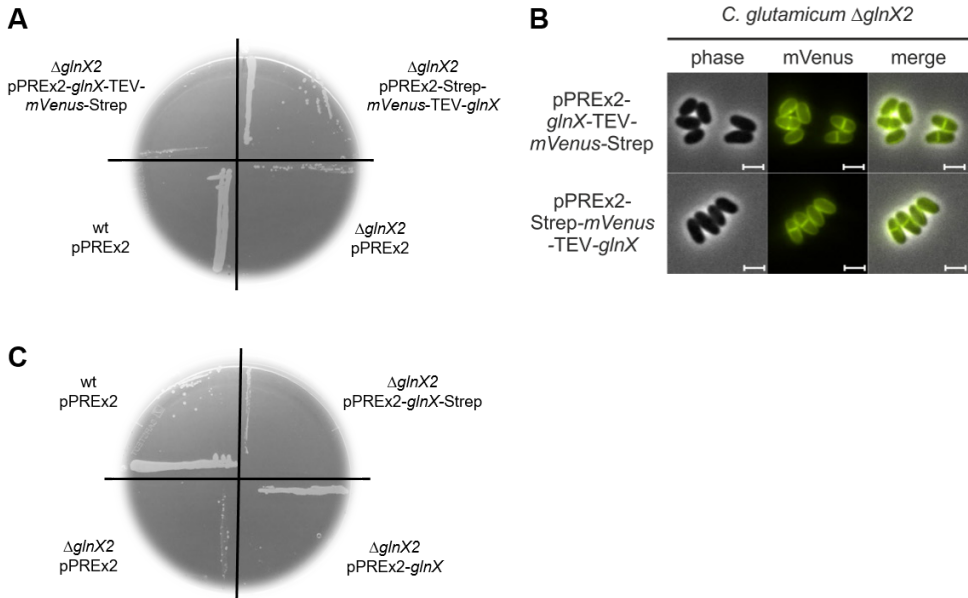 A
ΔglnX2
pPREx2-glnX-TEV-
mVenus-Strep
ΔglnX2
pPREx2-Strep-
mVenus-TEV-glnX
wt
pPREx2
ΔglnX2
pPREx2
B
C. glutamicum ΔglnX2
phase mVenus merge
pPREx2-
glnX-TEV-
mVenus-Strep
pPREx2-
Strep-mVenus
-TEV-glnX
C
wt
pPREx2
ΔglnX2
pPREx2-glnX-Strep
ΔglnX2
pPREx2
ΔglnX2
pPREx2-glnX